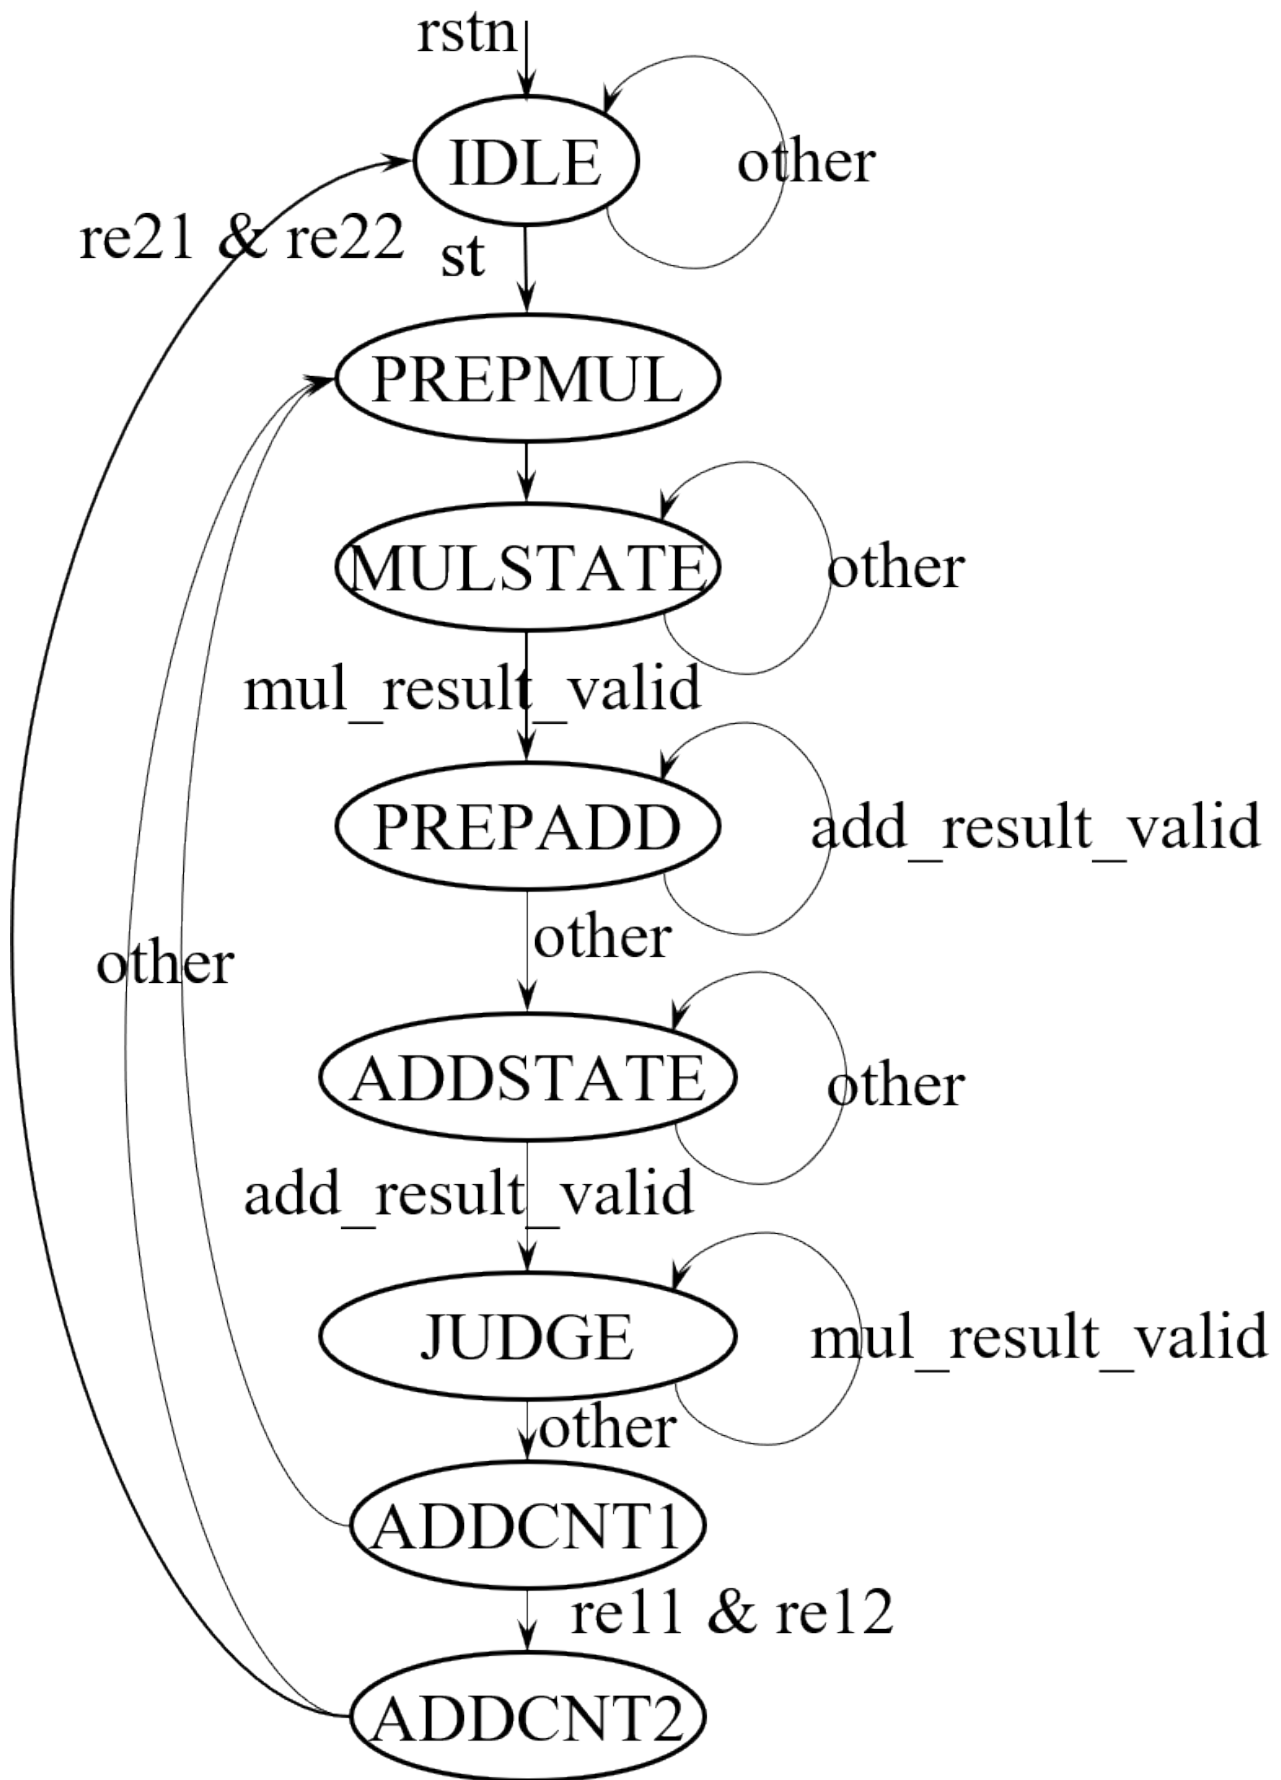 rstn
IDLE
other
re21 & re22
st
PREPMUL
MULSTATE
other
mul_result_valid
PREPADD
add_result_valid
other
other
ADDSTATE
other
add_result_valid
JUDGE
mul_result_valid
other
ADDCNT1
re11 & re12
ADDCNT2